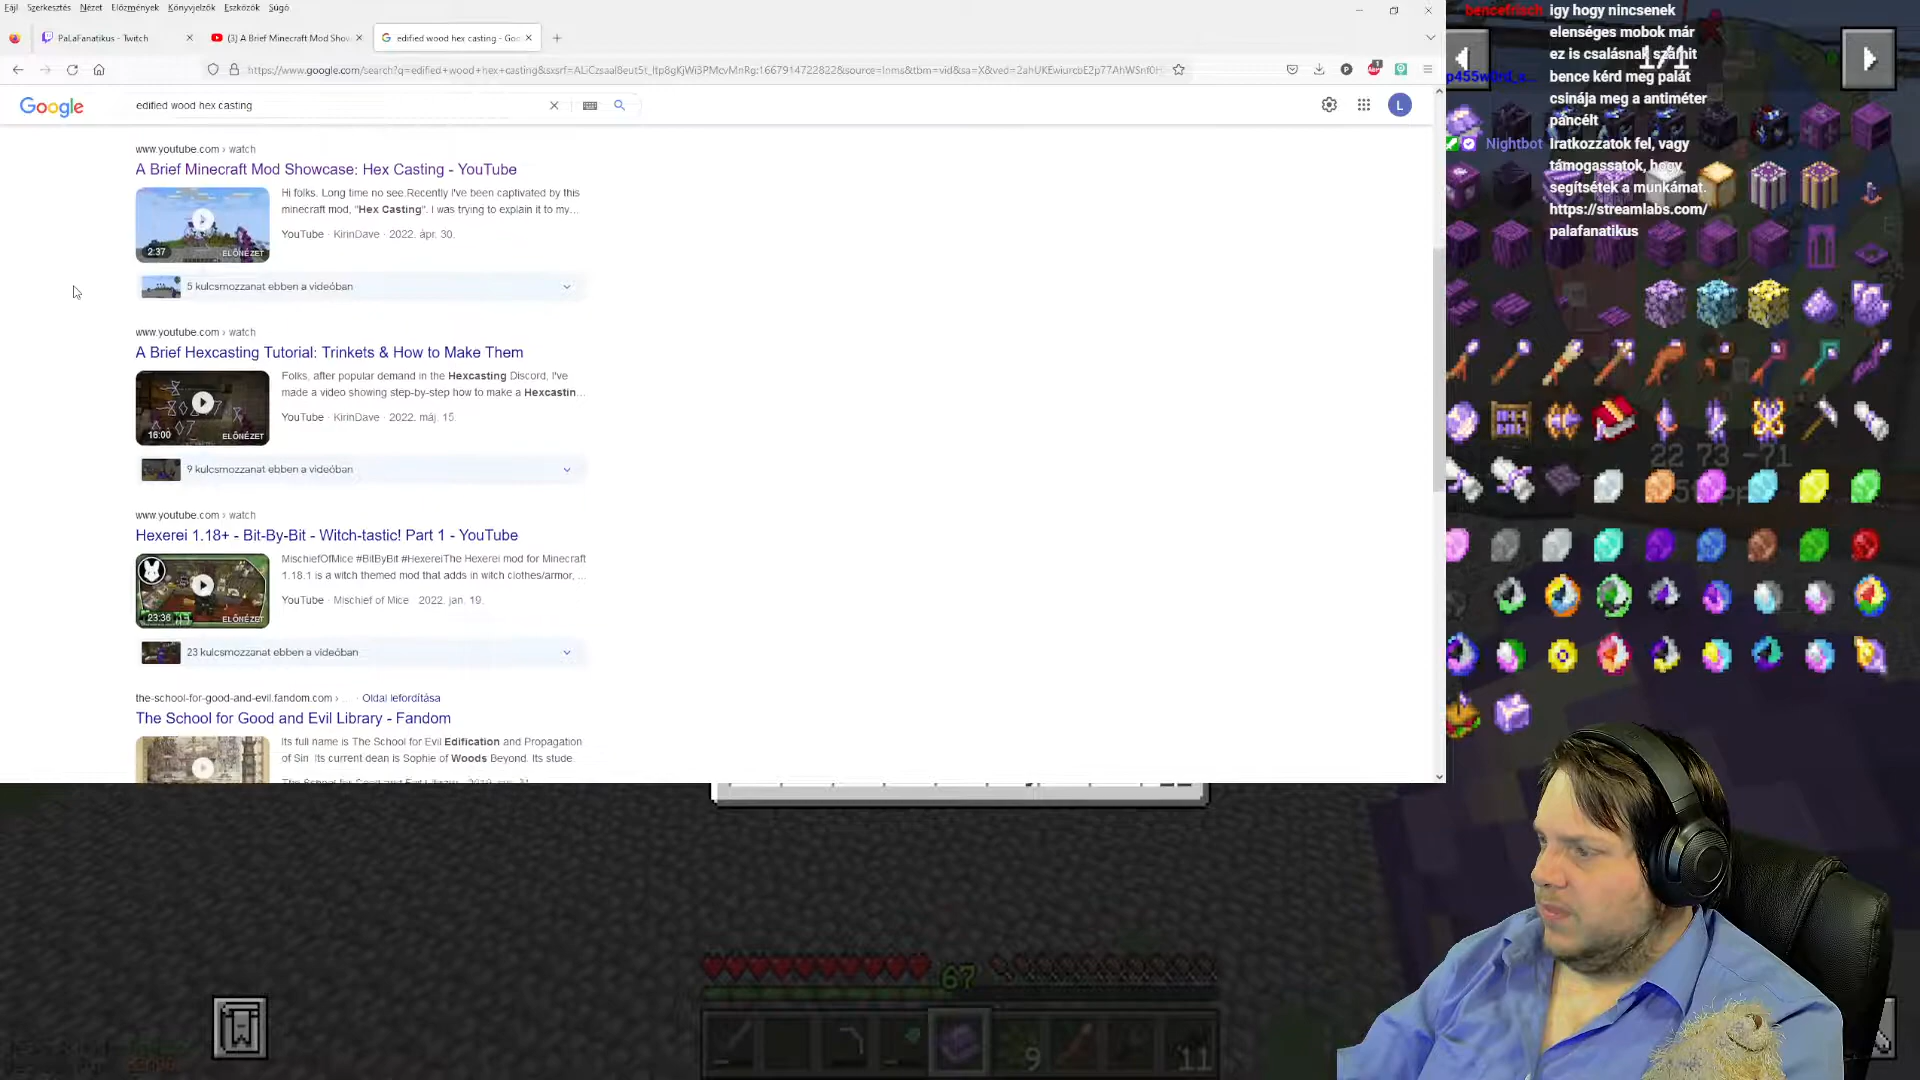 Fájl Szerkesztés Nézet Előzmények Könyvjelzők Eszközök Súgó
PaLaFanatikus - Twitch
(3) A Brief Minecraft Mod Show
edified wood hex casting - Goo
Google
edified wood hex casting
L
www.youtube.com › watch
A Brief Minecraft Mod Showcase: Hex Casting - YouTube
Hi folks. Long time no see.Recently I've been captivated by this
minecraft mod, "Hex Casting". I was trying to explain it to my...
YouTube · KirinDave · 2022. ápr. 30.
2:37
ELŐNÉZET
5 kulcsmozzanat ebben a videóban
www.youtube.com › watch
A Brief Hexcasting Tutorial: Trinkets & How to Make Them
Folks, after popular demand in the Hexcasting Discord, I've
made a video showing step-by-step how to make a Hexcastin...
YouTube · KirinDave · 2022. máj. 15.
16:00
ELŐNÉZET
9 kulcsmozzanat ebben a videóban
www.youtube.com › watch
Hexerei 1.18+ - Bit-By-Bit - Witch-tastic! Part 1 - YouTube
MischiefOfMice #BitByBit #HexereiThe Hexerei mod for Minecraft
1.18.1 is a witch themed mod that adds in witch clothes/armor, ...
YouTube · Mischief of Mice · 2022. jan. 19.
23:36
ELŐNÉZET
23 kulcsmozzanat ebben a videóban
the-school-for-good-and-evil.fandom.com › ... · Oldal lefordítása
The School for Good and Evil Library - Fandom
Its full name is The School for Evil Edification and Propagation
of Sin. Its current dean is Sophie of Woods Beyond. Its stude.
bencefrisch
igy hogy nincsenek
elenséges mobok már
ez is csalásnak számit
1/1
bence kérd meg palát
csinája meg a antiméter
páncélt
Nightbot
Iratkozzatok fel, vagy
támogassatok, hogy
segítsétek a munkámat.
https://streamlabs.com/
palafanatikus
22 73 -71
67
9
11